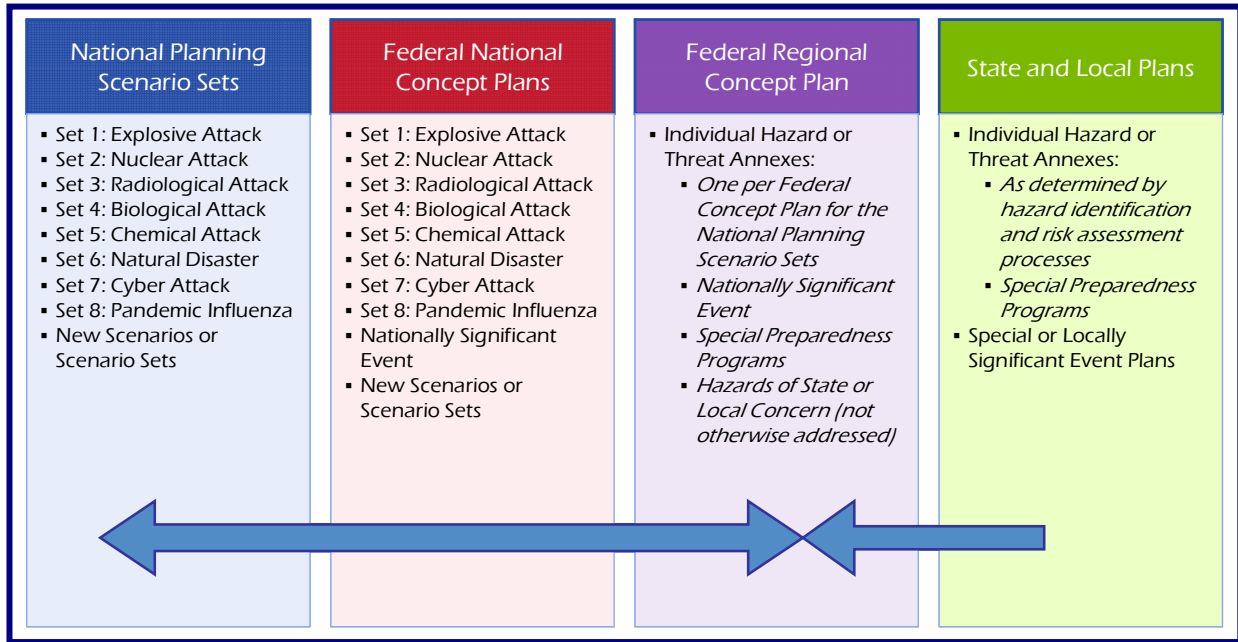 National Planning
Scenario Sets
▪ Set 1: Explosive Attack
▪ Set 2: Nuclear Attack
▪ Set 3: Radiological Attack
▪ Set 4: Biological Attack
▪ Set 5: Chemical Attack
▪ Set 6: Natural Disaster
▪ Set 7: Cyber Attack
▪ Set 8: Pandemic Influenza
▪ New Scenarios or
Scenario Sets
Federal National
Concept Plans
▪ Set 1: Explosive Attack
▪ Set 2: Nuclear Attack
▪ Set 3: Radiological Attack
▪ Set 4: Biological Attack
▪ Set 5: Chemical Attack
▪ Set 6: Natural Disaster
▪ Set 7: Cyber Attack
▪ Set 8: Pandemic Influenza
▪ Nationally Significant
Event
▪ New Scenarios or
Scenario Sets
Federal Regional
Concept Plan
▪ Individual Hazard or
Threat Annexes:
▪ One per Federal
Concept Plan for the
National Planning
Scenario Sets
▪ Nationally Significant
Event
▪ Special Preparedness
Programs
▪ Hazards of State or
Local Concern (not
otherwise addressed)
State and Local Plans
▪ Individual Hazard or
Threat Annexes:
▪ As determined by
hazard identification
and risk assessment
processes
▪ Special Preparedness
Programs
▪ Special or Locally
Significant Event Plans